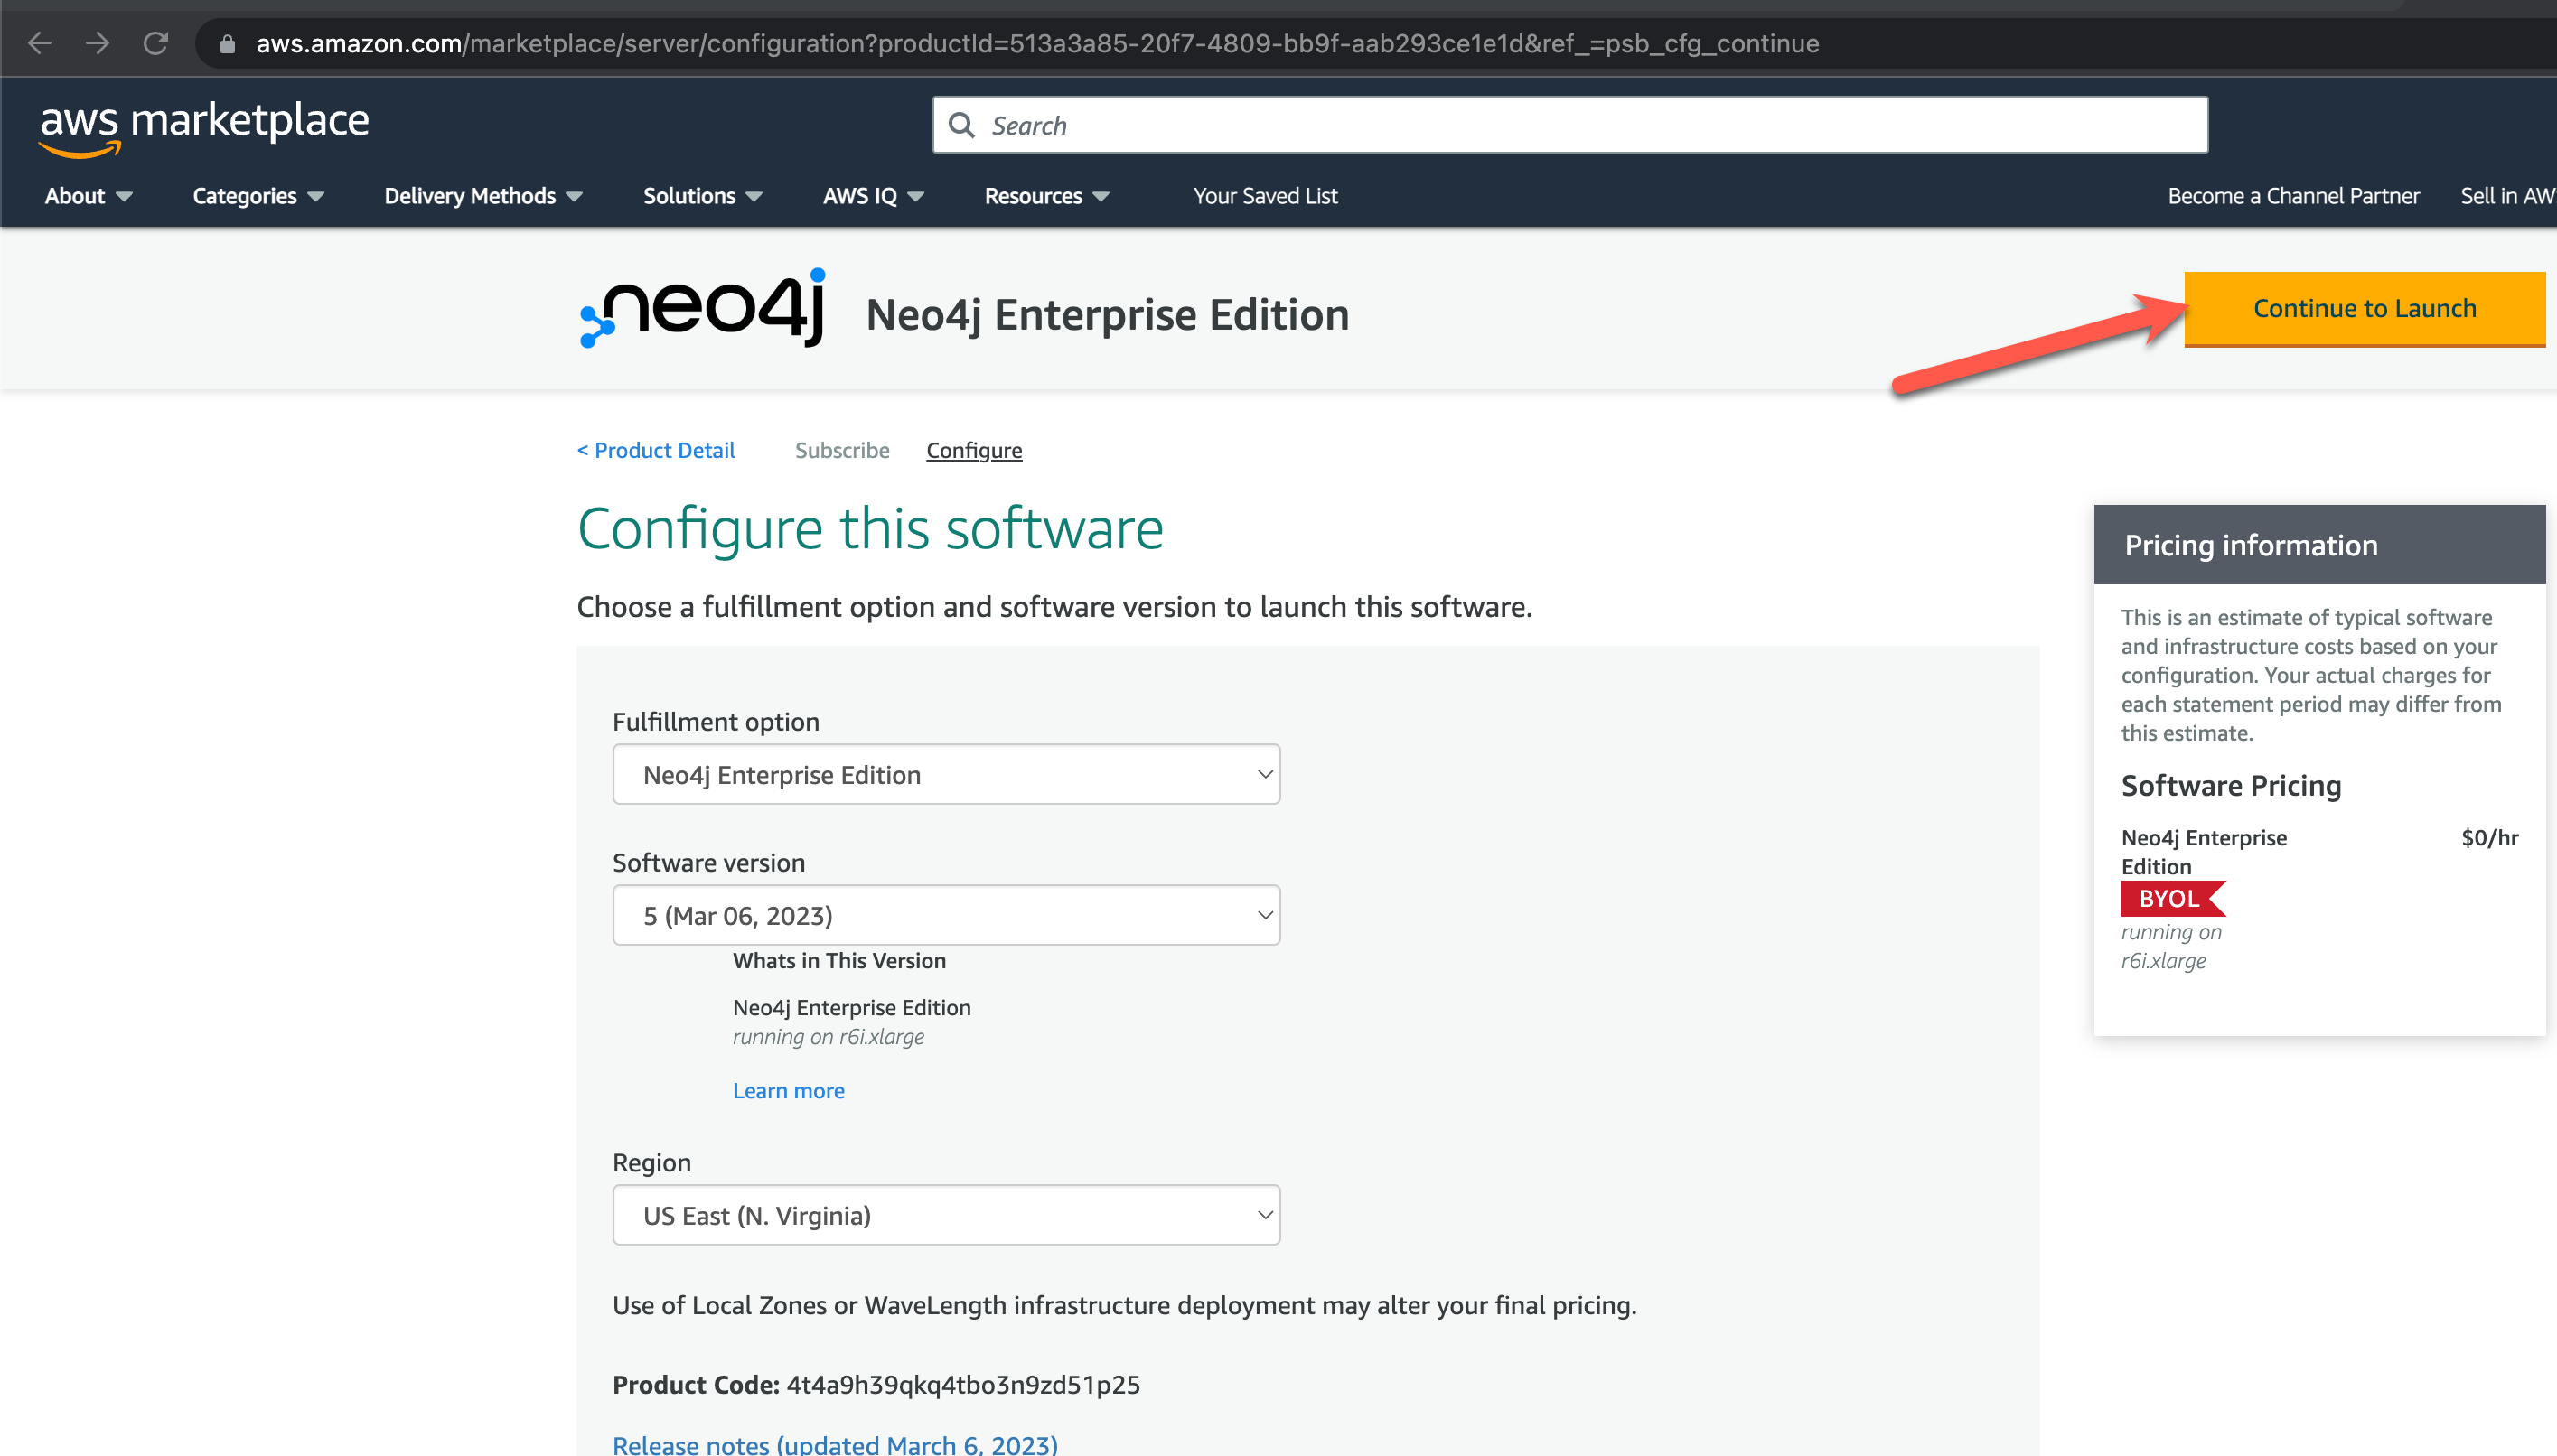 aws.amazon.com/marketplace/server/configuration?productId=513a3a85-20f7-4809-bb9f-aab293ce1e1d&ref_=psb_cfg_continue
aws marketplace
Search
About
Categories
Delivery Methods
Solutions
AWS IQ
Resources
Your Saved List
Become a Channel Partner
Sell in AW
neo4j
Neo4j Enterprise Edition
Continue to Launch
< Product Detail
Subscribe
Configure
Configure this software
Choose a fulfillment option and software version to launch this software.
Fulfillment option
Neo4j Enterprise Edition
Software version
5 (Mar 06, 2023)
Whats in This Version
Neo4j Enterprise Edition
running on r6i.xlarge
Learn more
Region
US East (N. Virginia)
Use of Local Zones or WaveLength infrastructure deployment may alter your final pricing.
Product Code: 4t4a9h39qkq4tbo3n9zd51p25
Release notes (updated March 6, 2023)
Pricing information
This is an estimate of typical software
and infrastructure costs based on your
configuration. Your actual charges for
each statement period may differ from
this estimate.
Software Pricing
Neo4j Enterprise $0/hr
Edition
BYOL
running on
r6i.xlarge